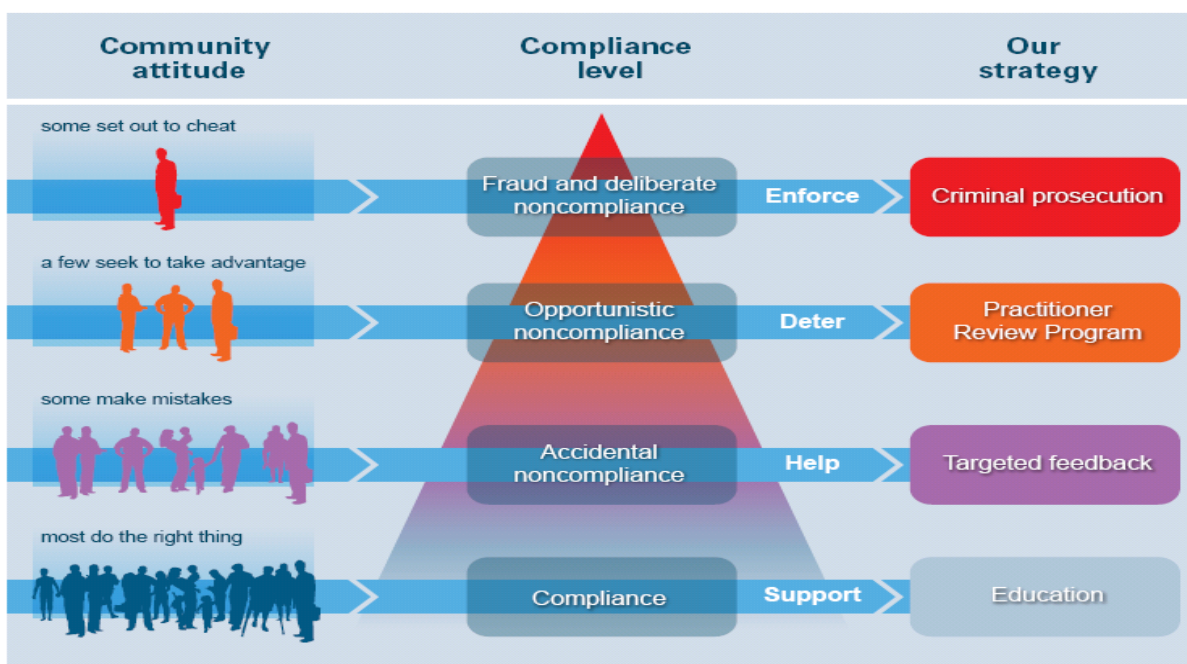 Community
attitude
Compliance
level
Our
strategy
some set out to cheat
Fraud and deliberate
noncompliance
Enforce
Criminal prosecution
a few seek to take advantage
Opportunistic
noncompliance
Deter
Practitioner
Review Program
some make mistakes
Accidental
noncompliance
Help
Targeted feedback
most do the right thing
Compliance
Support
Education